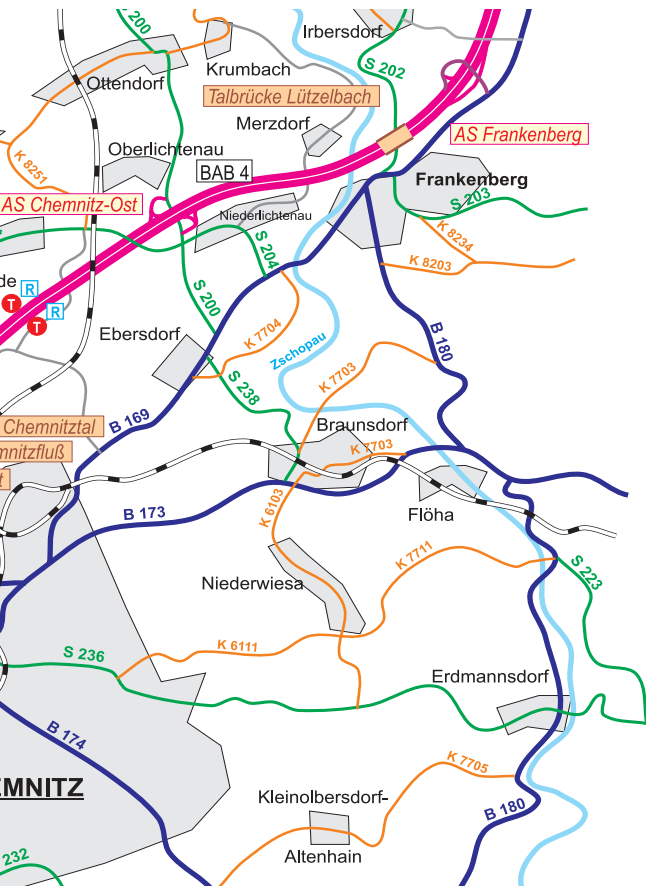 200
Irbersdorf
S 202
Krumbach
Ottendorf
Talbrücke Lützelbach
Merzdorf
AS Frankenberg
Oberlichtenau
K 8251
BAB 4
Frankenberg
S 203
AS Chemnitz-Ost
Niederlichtenau
K 8234
S 204
K 8203
de
R
T
R
T
S 200
K 7704
B 180
Ebersdorf
Zschopau
K 7703
S 238
Chemnitztal
B 169
Braunsdorf
mnitzfluß
K 7703
t
K 6103
Flöha
B 173
K 7711
S 223
Niederwiesa
K 6111
S 236
Erdmannsdorf
B 174
K 7705
EMNITZ
Kleinolbersdorf-
Altenhain
B 180
232